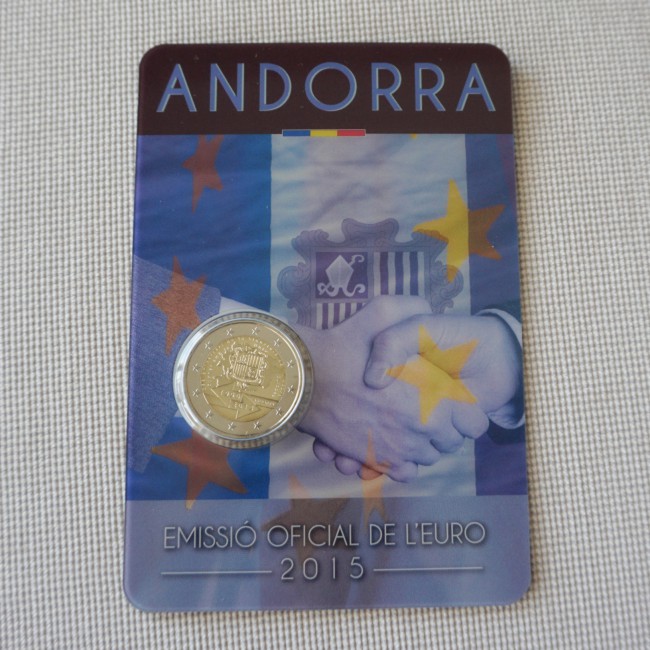 ANDORRA
EMISSIÓ OFICIAL DE L'EURO
2015